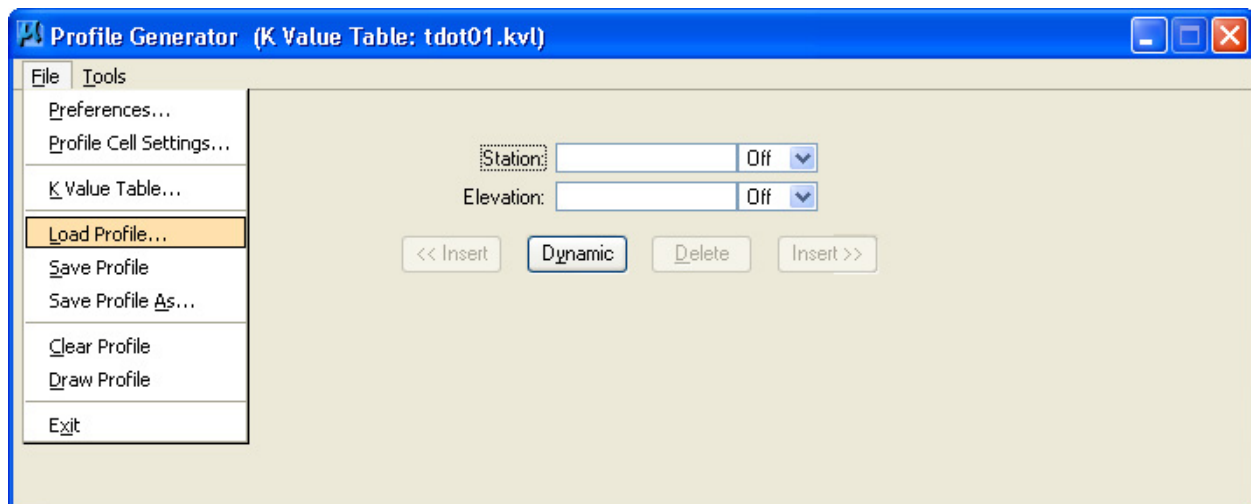 Profile Generator (K Value Table: tdot01.kvl)
File Tools
Preferences...
Profile Cell Settings...
K Value Table...
Load Profile...
Save Profile
Save Profile As...
Clear Profile
Draw Profile
Exit
Station: Off
Elevation: Off
<< Insert Dynamic Delete Insert >>